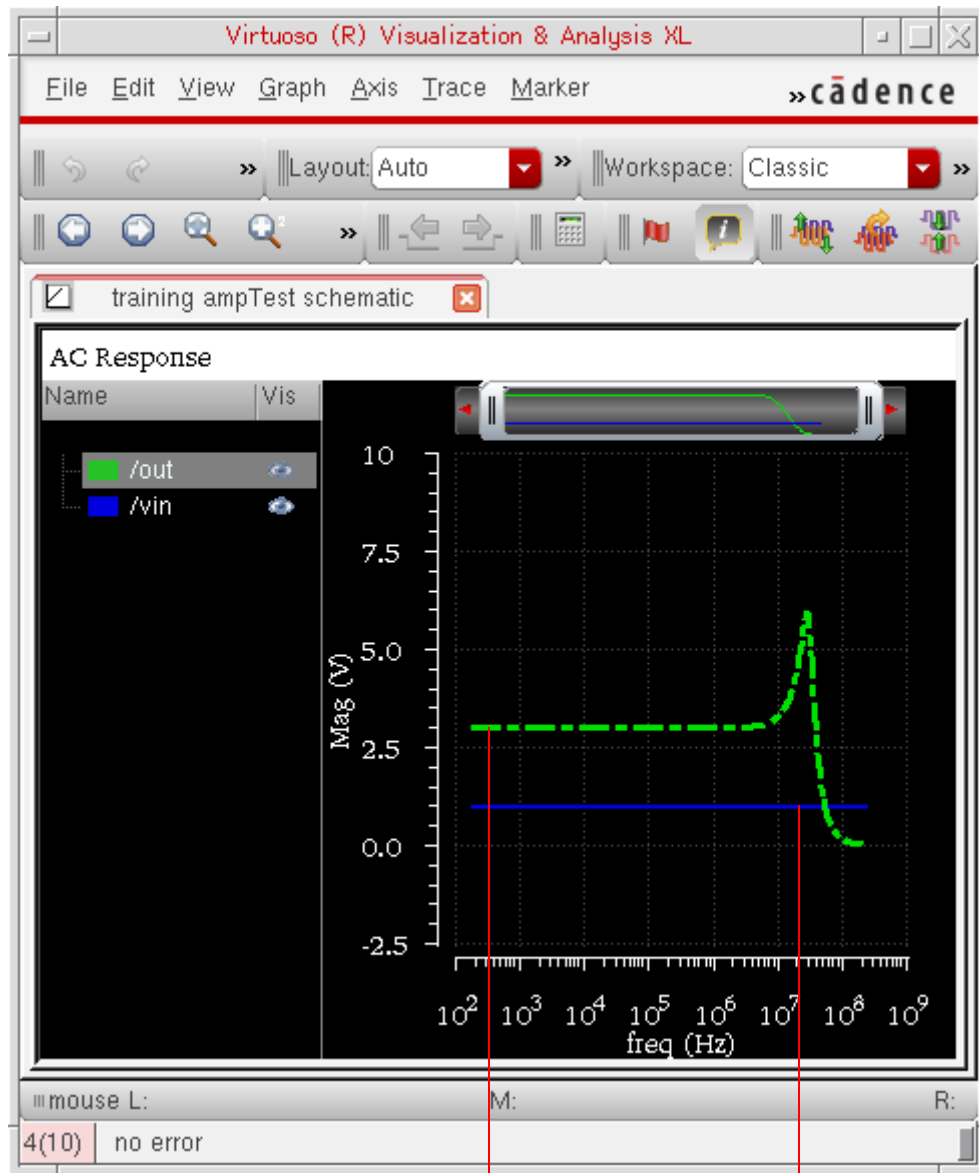 Virtuoso (R) Visualization & Analysis XL
File Edit View Graph Axis Trace Marker
»cādence
» Layout: Auto » Workspace: Classic »
2 » i
training ampTest schematic
AC Response
Name Vis
/out
/vin
10
7.5
5.0
2.5
0.0
-2.5
Mag (V)
10² 10³ 10⁴ 10⁵ 10⁶ 10⁷ 10⁸ 10⁹
freq (Hz)
mouse L: M: R:
4(10) no error